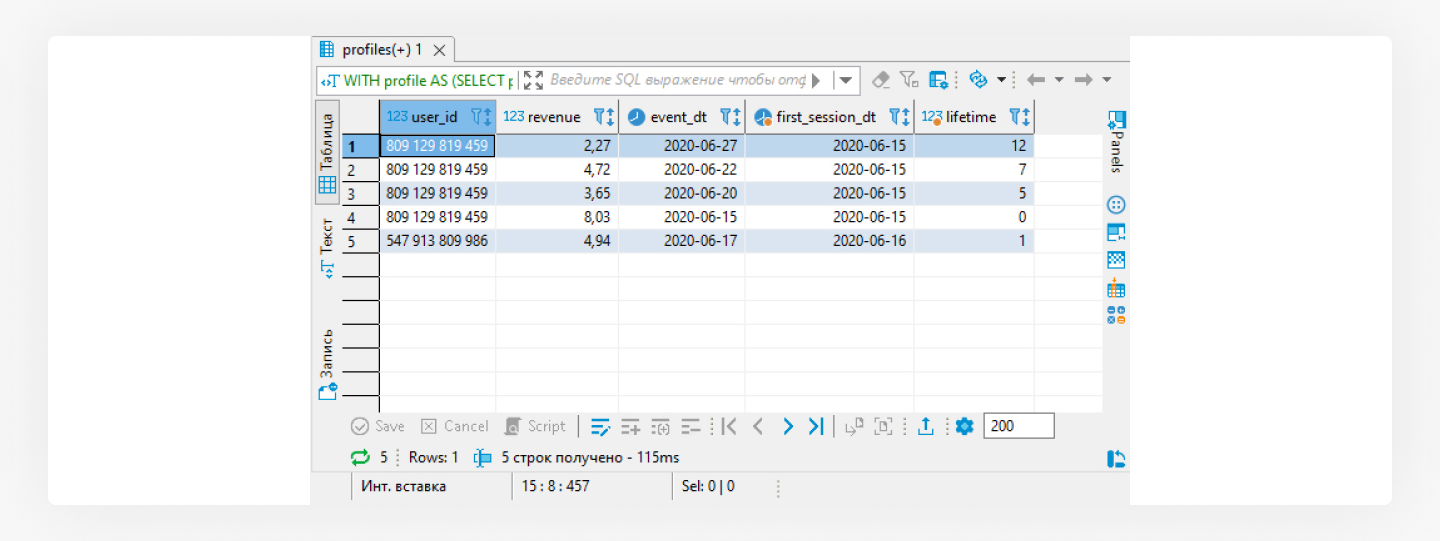 profiles(+) 1
WITH profile AS (SELECT p Введите SQL выражение чтобы отф
Таблица
Текст
Запись
123 user_id 123 revenue event_dt first_session_dt 123 lifetime
1 809 129 819 459 2,27 2020-06-27 2020-06-15 12
2 809 129 819 459 4,72 2020-06-22 2020-06-15 7
3 809 129 819 459 3,65 2020-06-20 2020-06-15 5
4 809 129 819 459 8,03 2020-06-15 2020-06-15 0
5 547 913 809 986 4,94 2020-06-17 2020-06-16 1
Panels
Save Cancel Script 200
5 Rows: 1 5 строк получено - 115ms
Инт. вставка 15 : 8 : 457 Sel: 0 | 0